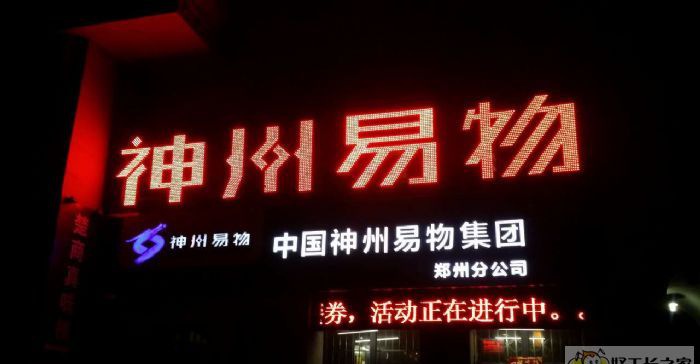 神州易物
神州易物
中国神州易物集团
郑州分公司
券，活动正在进行中。